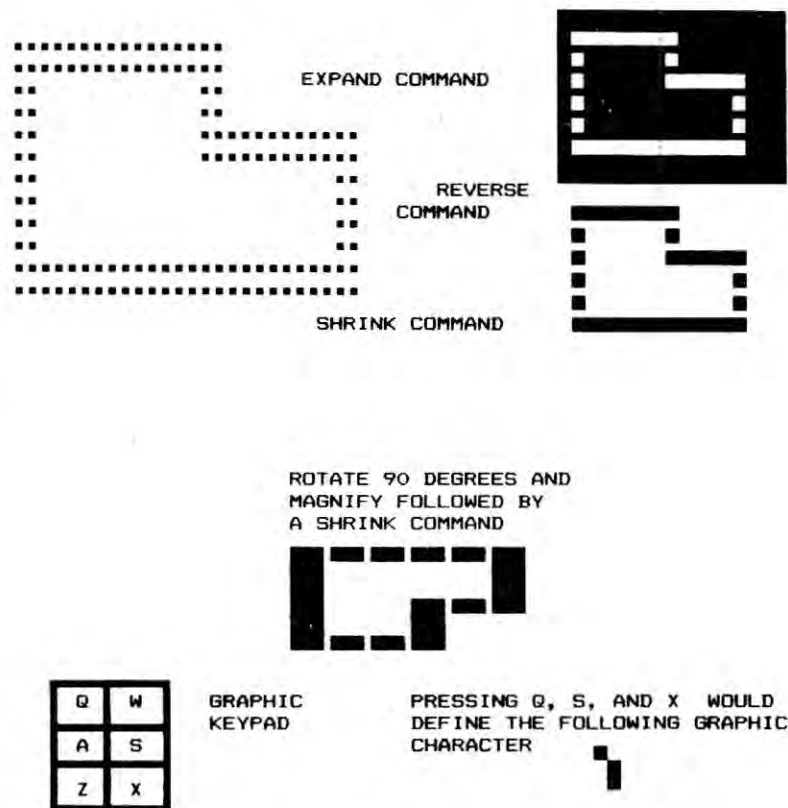 EXPAND COMMAND
REVERSE
COMMAND
SHRINK COMMAND
ROTATE 90 DEGREES AND
MAGNIFY FOLLOWED BY
A SHRINK COMMAND
Q W
A S
Z X
GRAPHIC
KEYPAD
PRESSING Q, S, AND X WOULD
DEFINE THE FOLLOWING GRAPHIC
CHARACTER